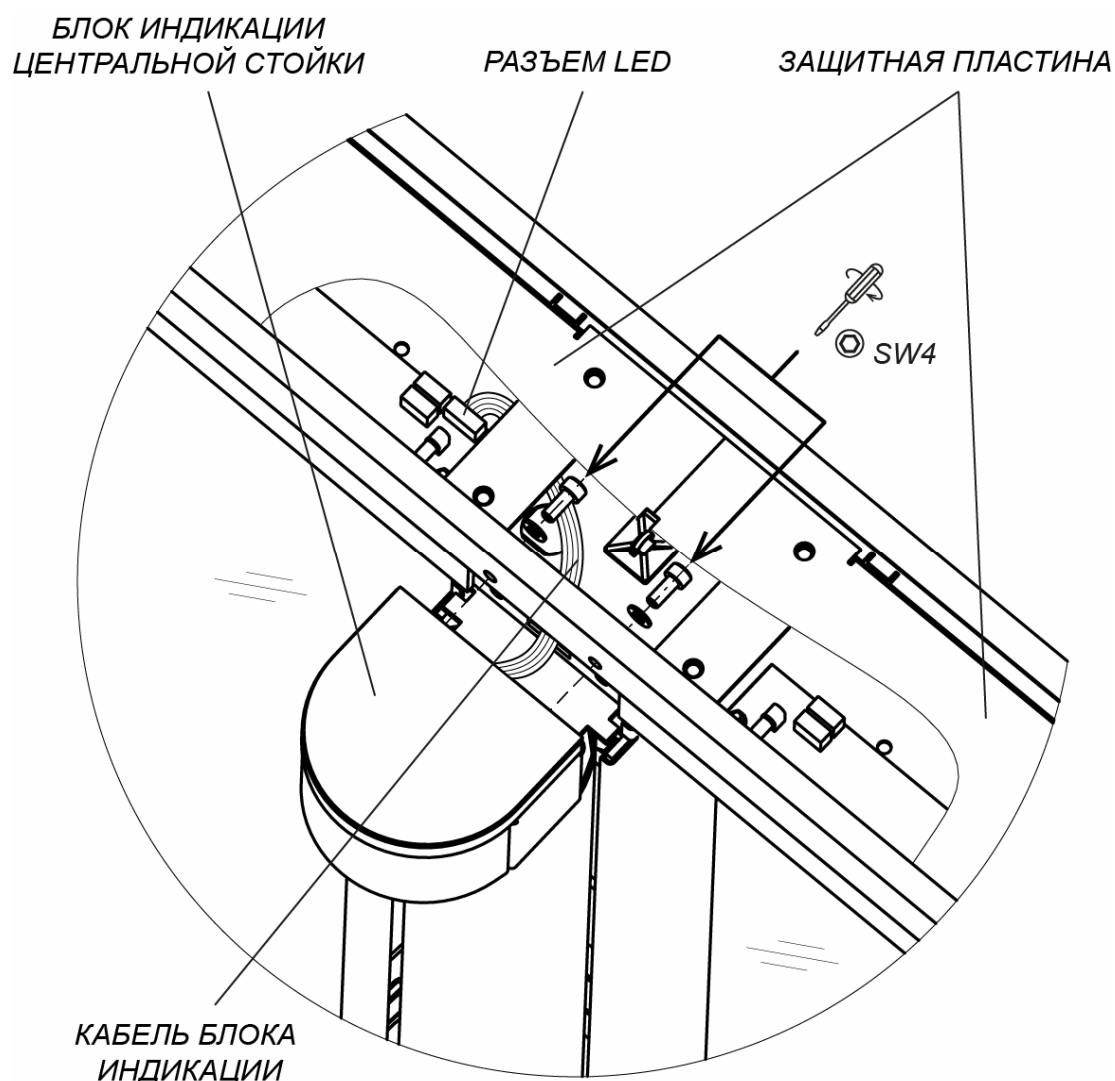 БЛОК ИНДИКАЦИИ
ЦЕНТРАЛЬНОЙ СТОЙКИ
РАЗЪЕМ LED
ЗАЩИТНАЯ ПЛАСТИНА
SW4
КАБЕЛЬ БЛОКА
ИНДИКАЦИИ